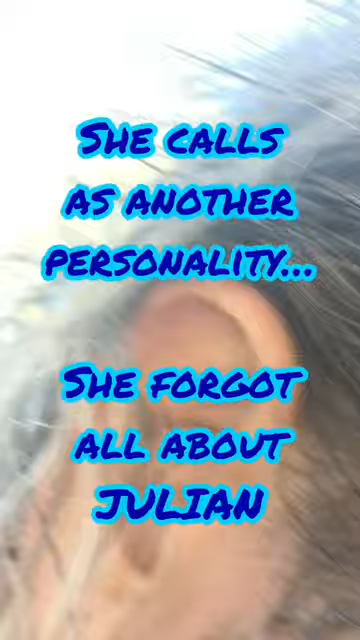 She calls
as another
personality...
She forgot
all about
JULIAN